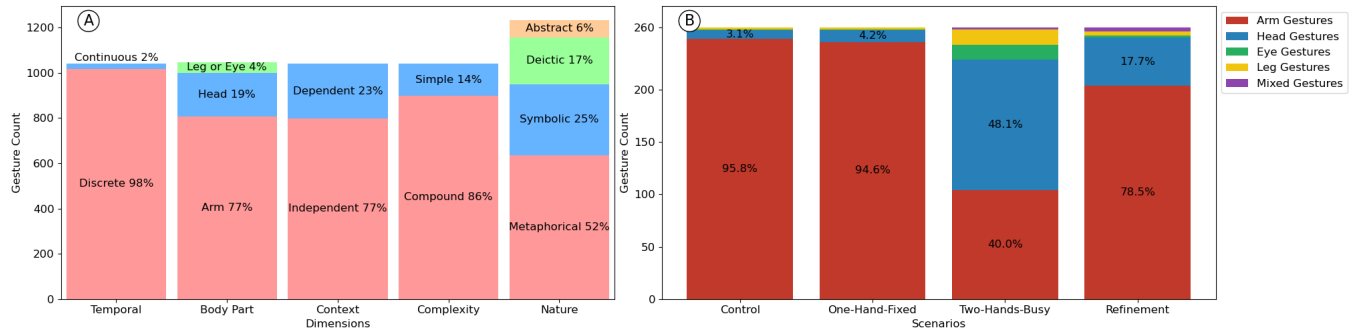 A
Gesture Count
1200
1000
800
600
400
200
0
Continuous 2%
Discrete 98%
Leg or Eye 4%
Head 19%
Arm 77%
Dependent 23%
Independent 77%
Simple 14%
Compound 86%
Abstract 6%
Deictic 17%
Symbolic 25%
Metaphorical 52%
Temporal
Body Part
Context
Complexity
Nature
Dimensions
B
Gesture Count
260
250
200
150
100
50
0
3.1%
95.8%
4.2%
94.6%
48.1%
40.0%
17.7%
78.5%
Control
One-Hand-Fixed
Two-Hands-Busy
Refinement
Scenarios
Arm Gestures
Head Gestures
Eye Gestures
Leg Gestures
Mixed Gestures